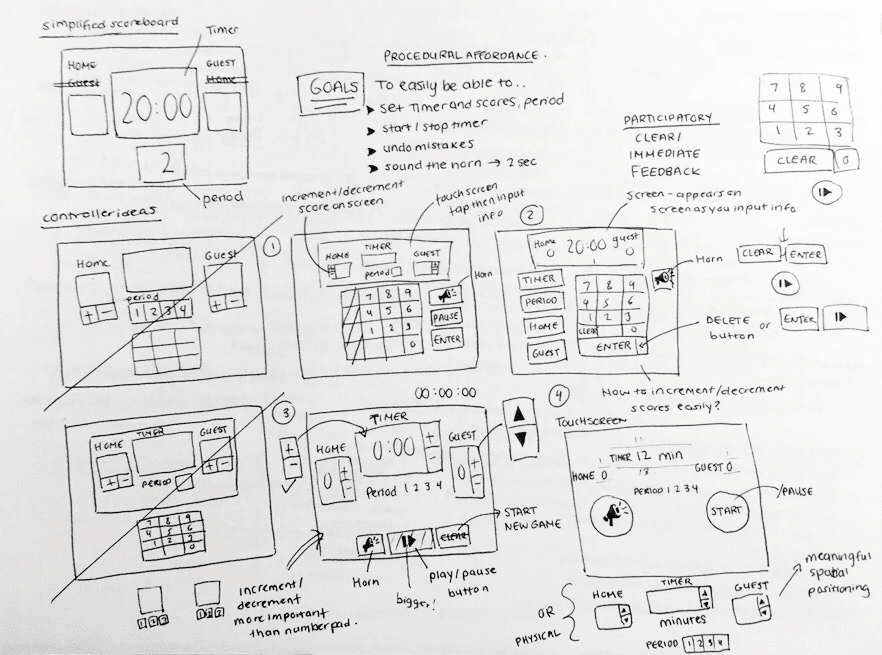 simplified scoreboard
Timer
HOME
Guest
GUEST
Home
20:00
2
period
PROCEDURAL AFFORDANCE.
GOALS
To easily be able to..
set Timer and scores, period
start / stop timer
undo mistakes
sound the horn → 2 sec
PARTICIPATORY
CLEAR/
IMMEDIATE
FEEDBACK
7 8 9
4 5 6
1 2 3
CLEAR 0
controller ideas
Home
Guest
+ -
period
1 2 3 4
+ -
1
increment/decrement
score on screen
touch screen
tap then input
info
TIMER
HOME
GUEST
period
7 8 9
4 5 6
1 2 3
0
Horn
PAUSE
ENTER
2
screen - appears on
screen as you input info
Home
0
20:00
guest
0
1
TIMER
PERIOD
HOME
GUEST
7 8 9
4 5 6
1 2 3
CLEAR 0
ENTER
Horn
CLEAR ENTER
DELETE
button
or
ENTER
How to increment/decrement
scores easily?
TIMER
HOME
GUEST
+ -
+ -
PERIOD
7 8 9
4 5 6
1 2 3
0
1 2 3
1 2 3
increment/
decrement
more important
than number pad.
3
+
-
00:00:00
TIMER
HOME
0:00
+
-
GUEST
0
+
-
0
+
-
Period 1 2 3 4
CLEAR
START
NEW GAME
Horn
bigger!
play/pause
button
4
TOUCHSCREEN
11
TIMER 12 min
13
HOME 0
1
GUEST 0
1
PERIOD 1 2 3 4
START
/PAUSE
OR
PHYSICAL
HOME
TIMER
minutes
GUEST
PERIOD 1 2 3 4
meaningful
spatial
positioning